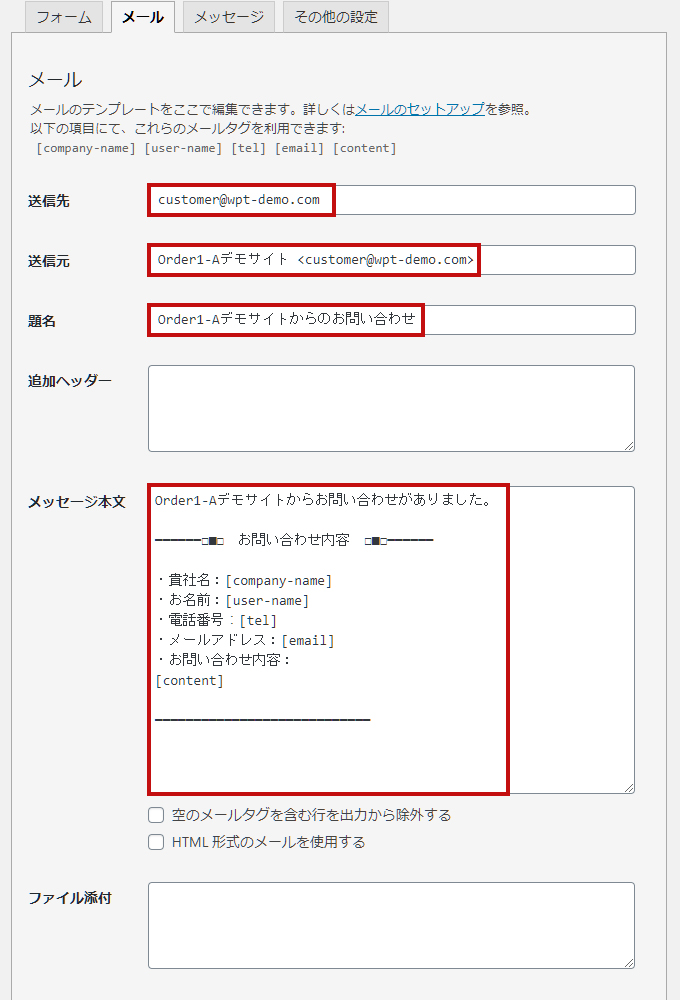 フォーム
メール
メッセージ
その他の設定
メール
メールのテンプレートをここで編集できます。詳しくはメールのセットアップを参照。
以下の項目にて、これらのメールタグを利用できます:
[company-name] [user-name] [tel] [email] [content]
送信先
customer@wpt-demo.com
送信元
Order1-Aデモサイト <customer@wpt-demo.com>
題名
Order1-Aデモサイトからのお問い合わせ
追加ヘッダー
メッセージ本文
Order1-Aデモサイトからお問い合わせがありました。
━━━━━━□■□　お問い合わせ内容　□■□━━━━━━
・貴社名：[company-name]
・お名前：[user-name]
・電話番号：[tel]
・メールアドレス：[email]
・お問い合わせ内容：
[content]
━━━━━━━━━━━━━━━━━━━━━━━━━━━━
空のメールタグを含む行を出力から除外する
HTML 形式のメールを使用する
ファイル添付